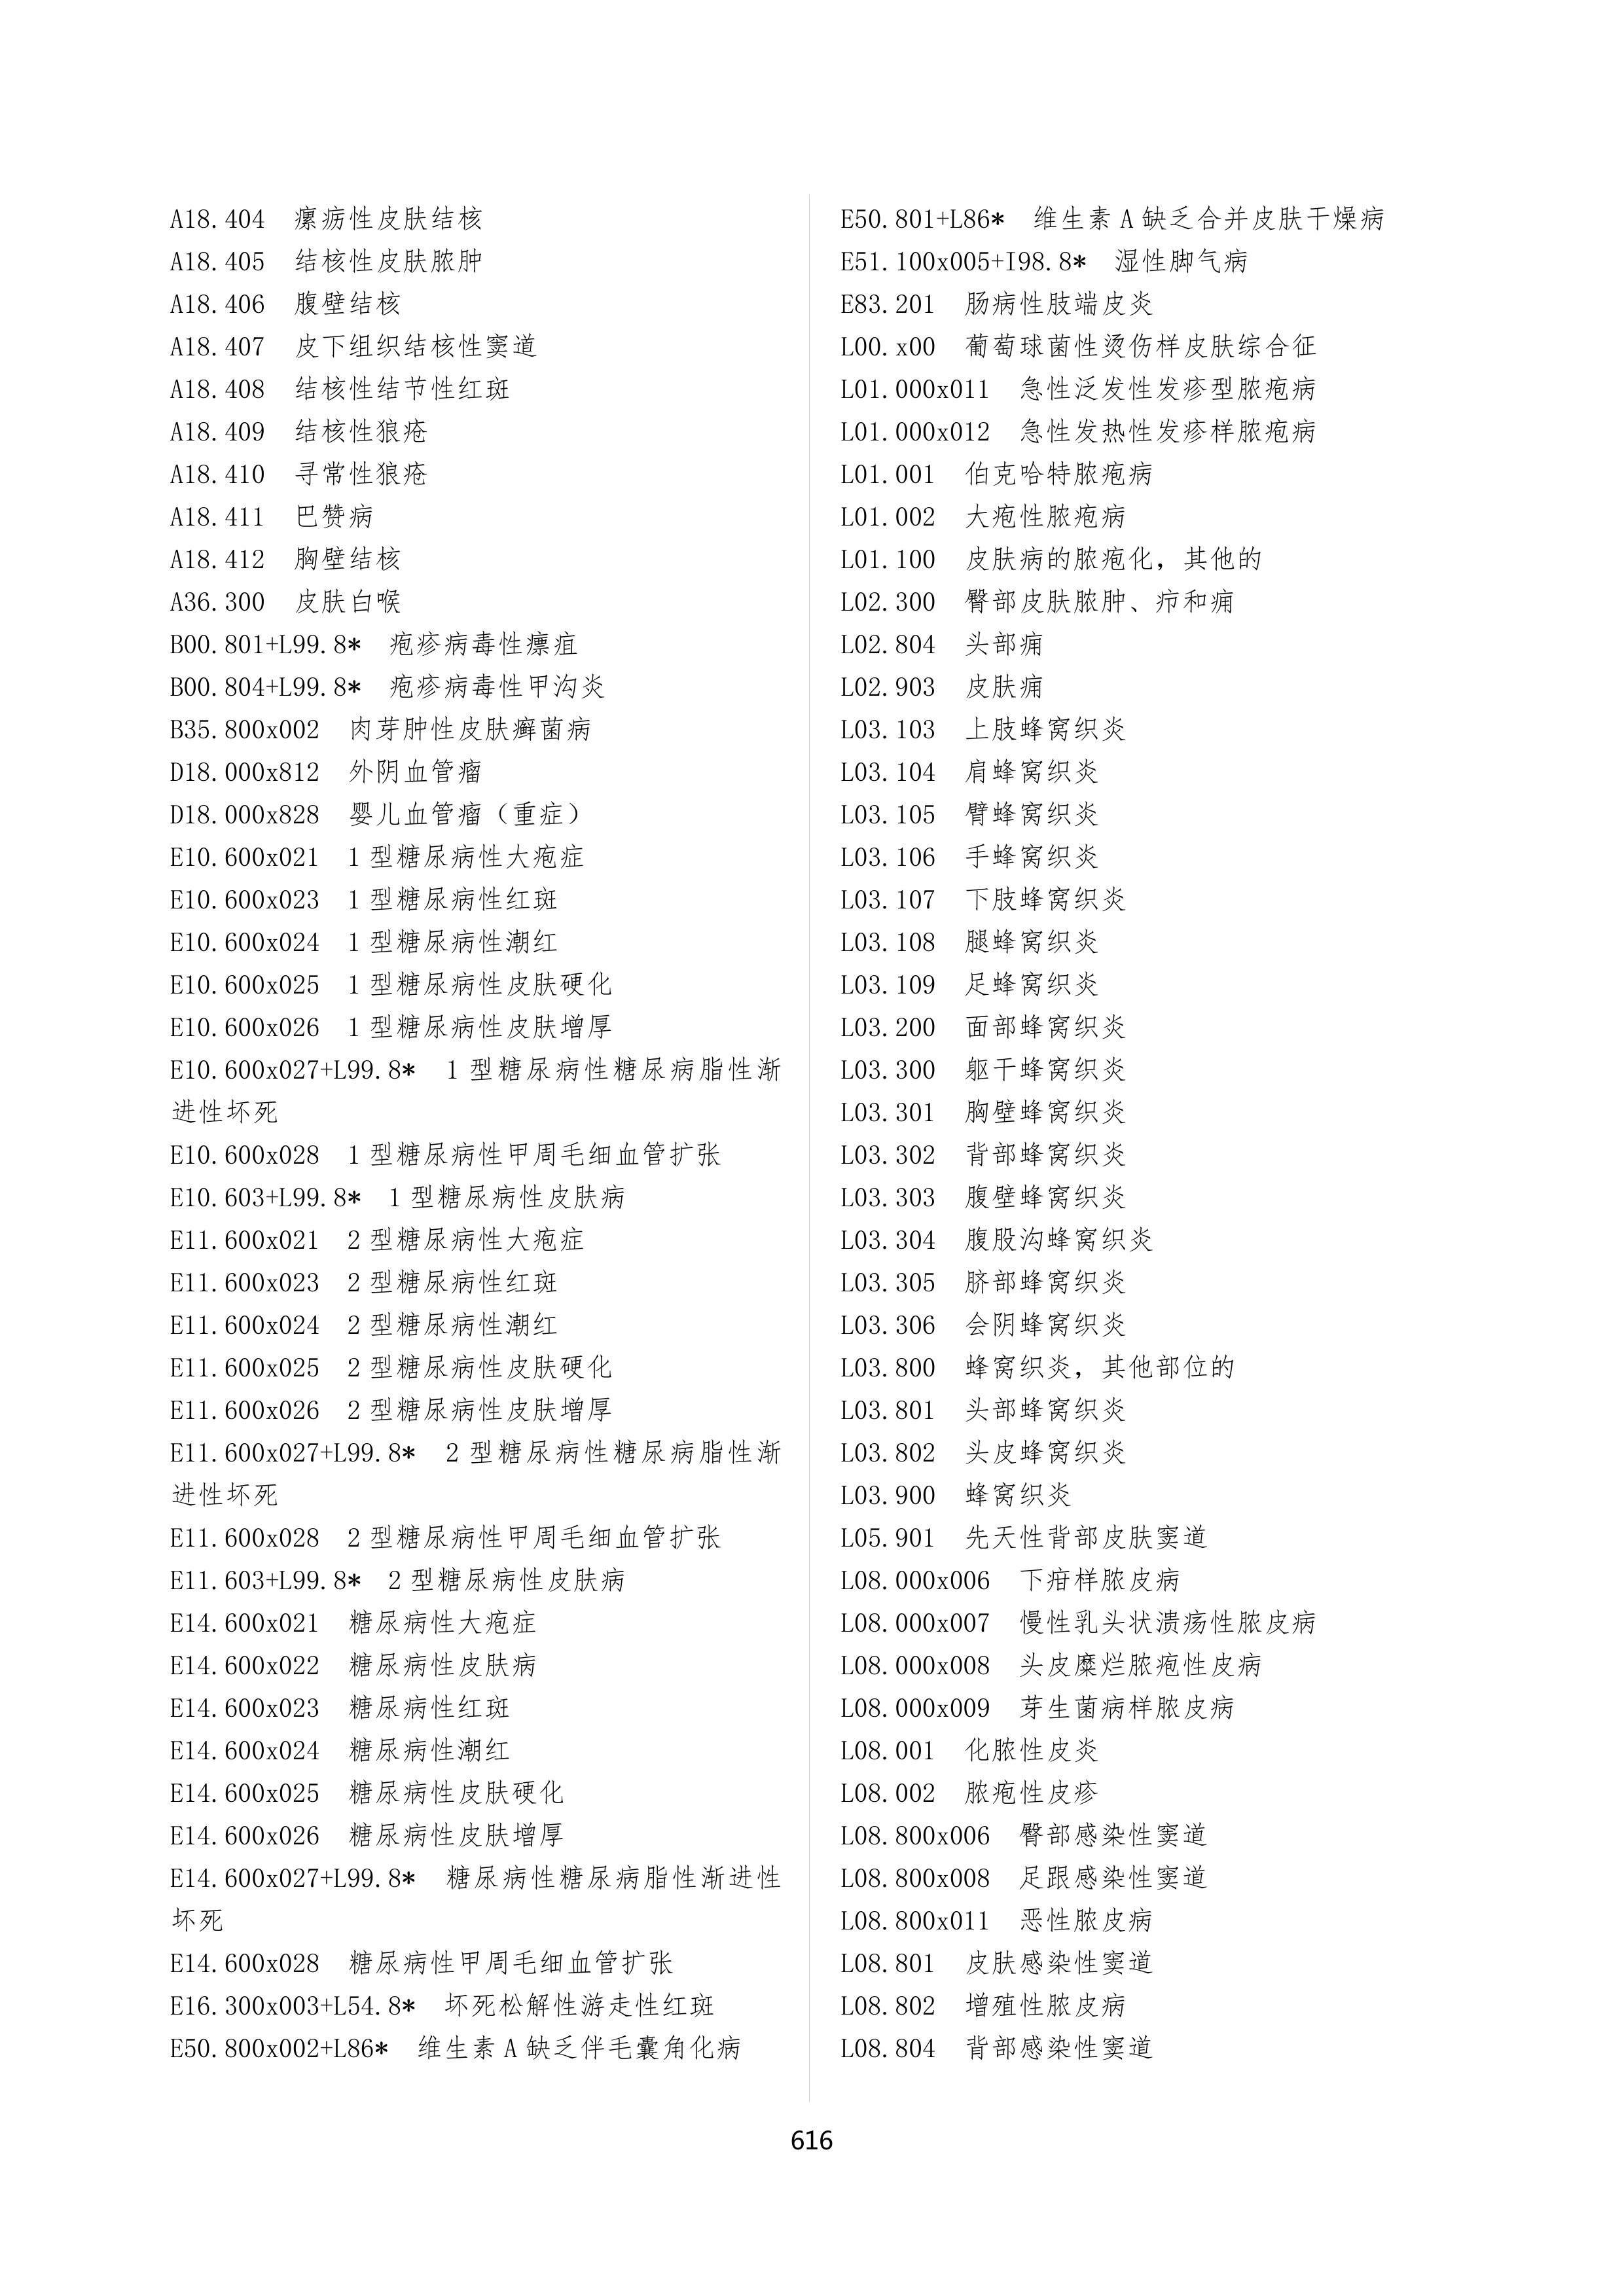 A18.404 瘰疬性皮肤结核
A18.405 结核性皮肤脓肿
A18.406 腹壁结核
A18.407 皮下组织结核性窦道
A18.408 结核性结节性红斑
A18.409 结核性狼疮
A18.410 寻常性狼疮
A18.411 巴赞病
A18.412 胸壁结核
A36.300 皮肤白喉
B00.801+L99.8* 疱疹病毒性瘭疽
B00.804+L99.8* 疱疹病毒性甲沟炎
B35.800x002 肉芽肿性皮肤癣菌病
D18.000x812 外阴血管瘤
D18.000x828 婴儿血管瘤（重症）
E10.600x021 1 型糖尿病性大疱症
E10.600x023 1 型糖尿病性红斑
E10.600x024 1 型糖尿病性潮红
E10.600x025 1 型糖尿病性皮肤硬化
E10.600x026 1 型糖尿病性皮肤增厚
E10.600x027+L99.8* 1 型糖尿病性糖尿病脂性渐
进性坏死
E10.600x028 1 型糖尿病性甲周毛细血管扩张
E10.603+L99.8* 1 型糖尿病性皮肤病
E11.600x021 2 型糖尿病性大疱症
E11.600x023 2 型糖尿病性红斑
E11.600x024 2 型糖尿病性潮红
E11.600x025 2 型糖尿病性皮肤硬化
E11.600x026 2 型糖尿病性皮肤增厚
E11.600x027+L99.8* 2 型糖尿病性糖尿病脂性渐
进性坏死
E11.600x028 2 型糖尿病性甲周毛细血管扩张
E11.603+L99.8* 2 型糖尿病性皮肤病
E14.600x021 糖尿病性大疱症
E14.600x022 糖尿病性皮肤病
E14.600x023 糖尿病性红斑
E14.600x024 糖尿病性潮红
E14.600x025 糖尿病性皮肤硬化
E14.600x026 糖尿病性皮肤增厚
E14.600x027+L99.8* 糖尿病性糖尿病脂性渐进性
坏死
E14.600x028 糖尿病性甲周毛细血管扩张
E16.300x003+L54.8* 坏死松解性游走性红斑
E50.800x002+L86* 维生素 A 缺乏伴毛囊角化病
E50.801+L86* 维生素 A 缺乏合并皮肤干燥病
E51.100x005+I98.8* 湿性脚气病
E83.201 肠病性肢端皮炎
L00.x00 葡萄球菌性烫伤样皮肤综合征
L01.000x011 急性泛发性发疹型脓疱病
L01.000x012 急性发热性发疹样脓疱病
L01.001 伯克哈特脓疱病
L01.002 大疱性脓疱病
L01.100 皮肤病的脓疱化，其他的
L02.300 臀部皮肤脓肿、疖和痈
L02.804 头部痈
L02.903 皮肤痈
L03.103 上肢蜂窝织炎
L03.104 肩蜂窝织炎
L03.105 臂蜂窝织炎
L03.106 手蜂窝织炎
L03.107 下肢蜂窝织炎
L03.108 腿蜂窝织炎
L03.109 足蜂窝织炎
L03.200 面部蜂窝织炎
L03.300 躯干蜂窝织炎
L03.301 胸壁蜂窝织炎
L03.302 背部蜂窝织炎
L03.303 腹壁蜂窝织炎
L03.304 腹股沟蜂窝织炎
L03.305 脐部蜂窝织炎
L03.306 会阴蜂窝织炎
L03.800 蜂窝织炎，其他部位的
L03.801 头部蜂窝织炎
L03.802 头皮蜂窝织炎
L03.900 蜂窝织炎
L05.901 先天性背部皮肤窦道
L08.000x006 下疳样脓皮病
L08.000x007 慢性乳头状溃疡性脓皮病
L08.000x008 头皮糜烂脓疱性皮病
L08.000x009 芽生菌病样脓皮病
L08.001 化脓性皮炎
L08.002 脓疱性皮疹
L08.800x006 臀部感染性窦道
L08.800x008 足跟感染性窦道
L08.800x011 恶性脓皮病
L08.801 皮肤感染性窦道
L08.802 增殖性脓皮病
L08.804 背部感染性窦道
616